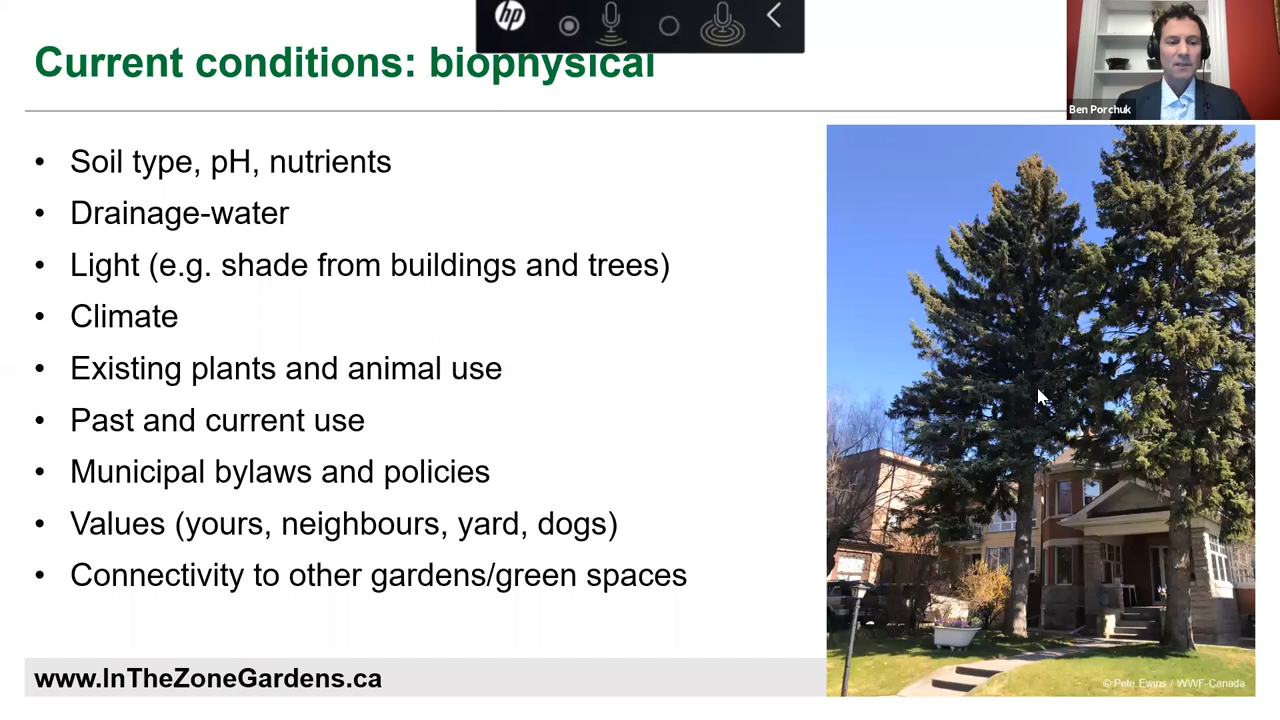 hp
Current conditions: biophysical
Ben Porchuk
• Soil type, pH, nutrients
• Drainage-water
• Light (e.g. shade from buildings and trees)
• Climate
• Existing plants and animal use
• Past and current use
• Municipal bylaws and policies
• Values (yours, neighbours, yard, dogs)
• Connectivity to other gardens/green spaces
www.InTheZoneGardens.ca
© Pete Ewins / WWF-Canada